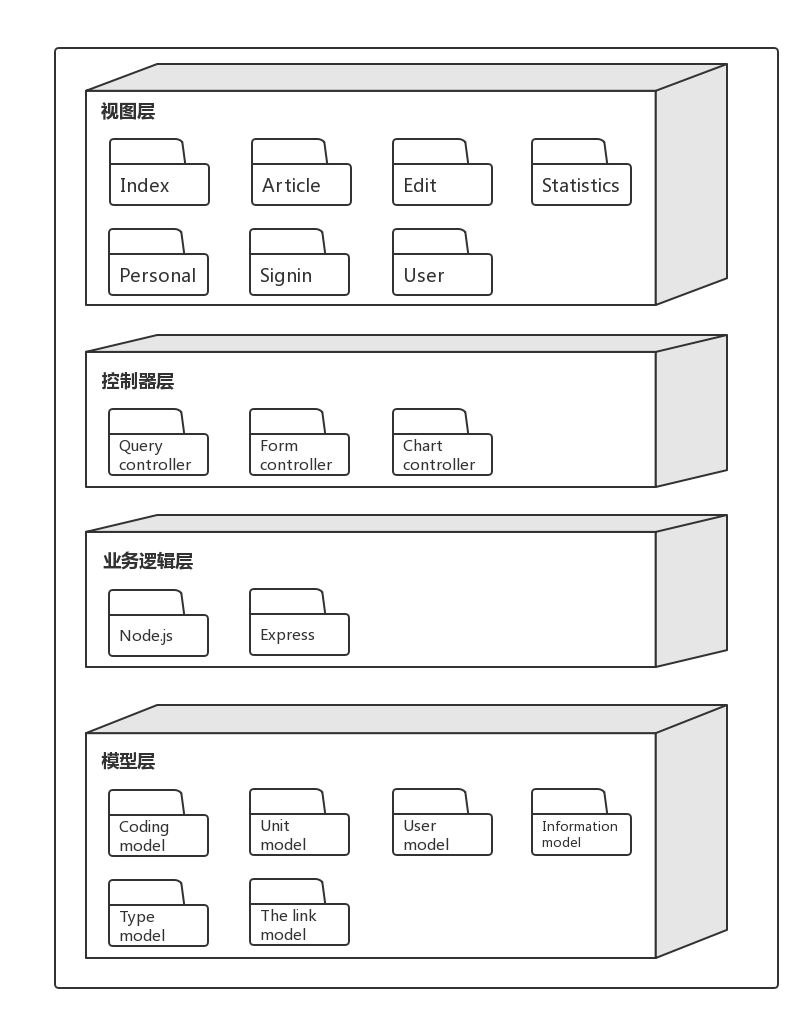 视图层
Index
Article
Edit
Statistics
Personal
Signin
User
控制器层
Query
controller
Form
controller
Chart
controller
业务逻辑层
Node.js
Express
模型层
Coding
model
Unit
model
User
model
Information
model
Type
model
The link
model